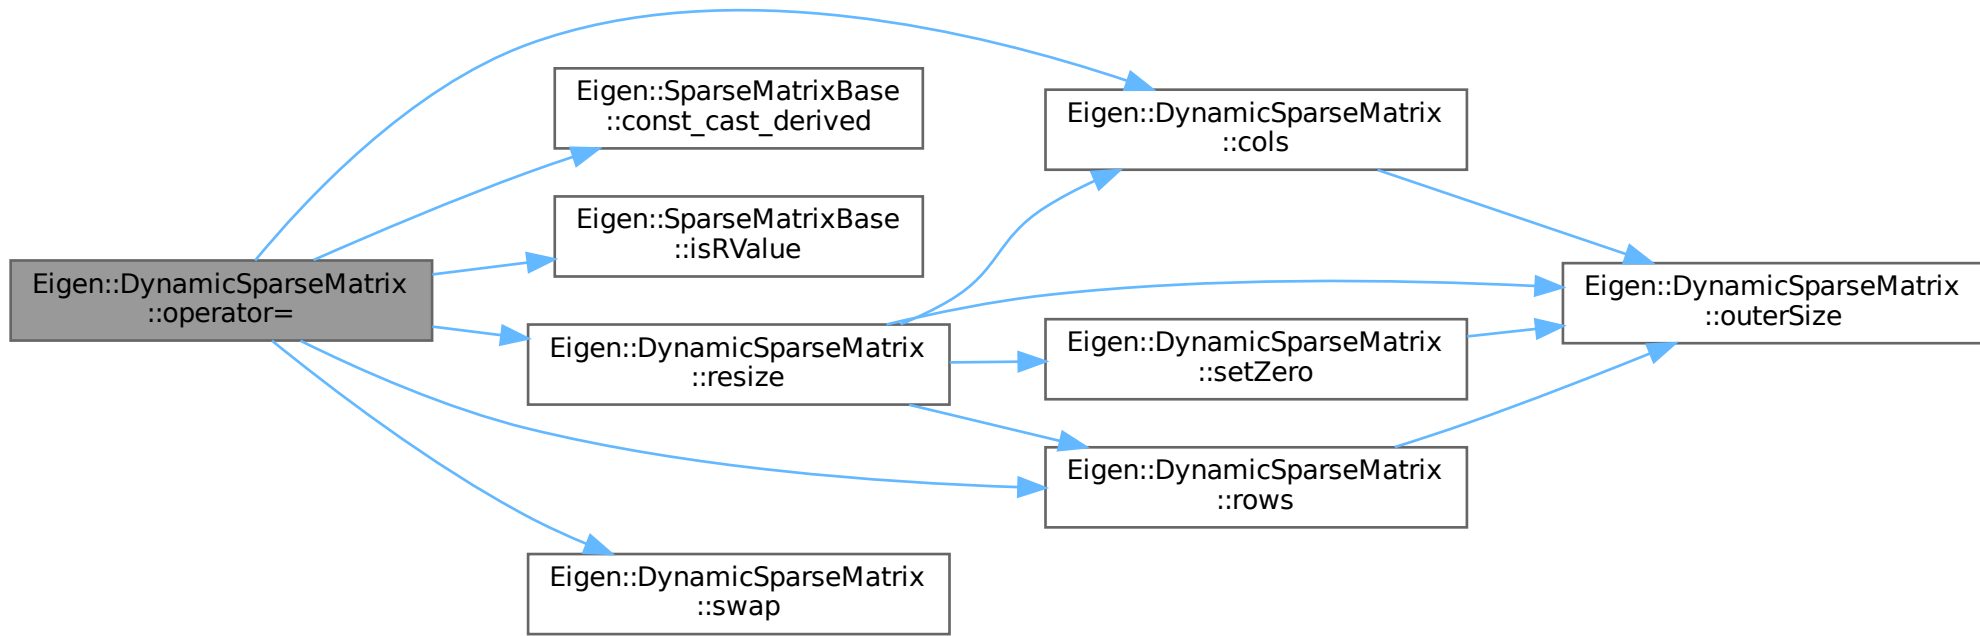 Eigen::DynamicSparseMatrix
::operator=
Eigen::SparseMatrixBase
::const_cast_derived
Eigen::SparseMatrixBase
::isRValue
Eigen::DynamicSparseMatrix
::resize
Eigen::DynamicSparseMatrix
::swap
Eigen::DynamicSparseMatrix
::cols
Eigen::DynamicSparseMatrix
::setZero
Eigen::DynamicSparseMatrix
::rows
Eigen::DynamicSparseMatrix
::outerSize